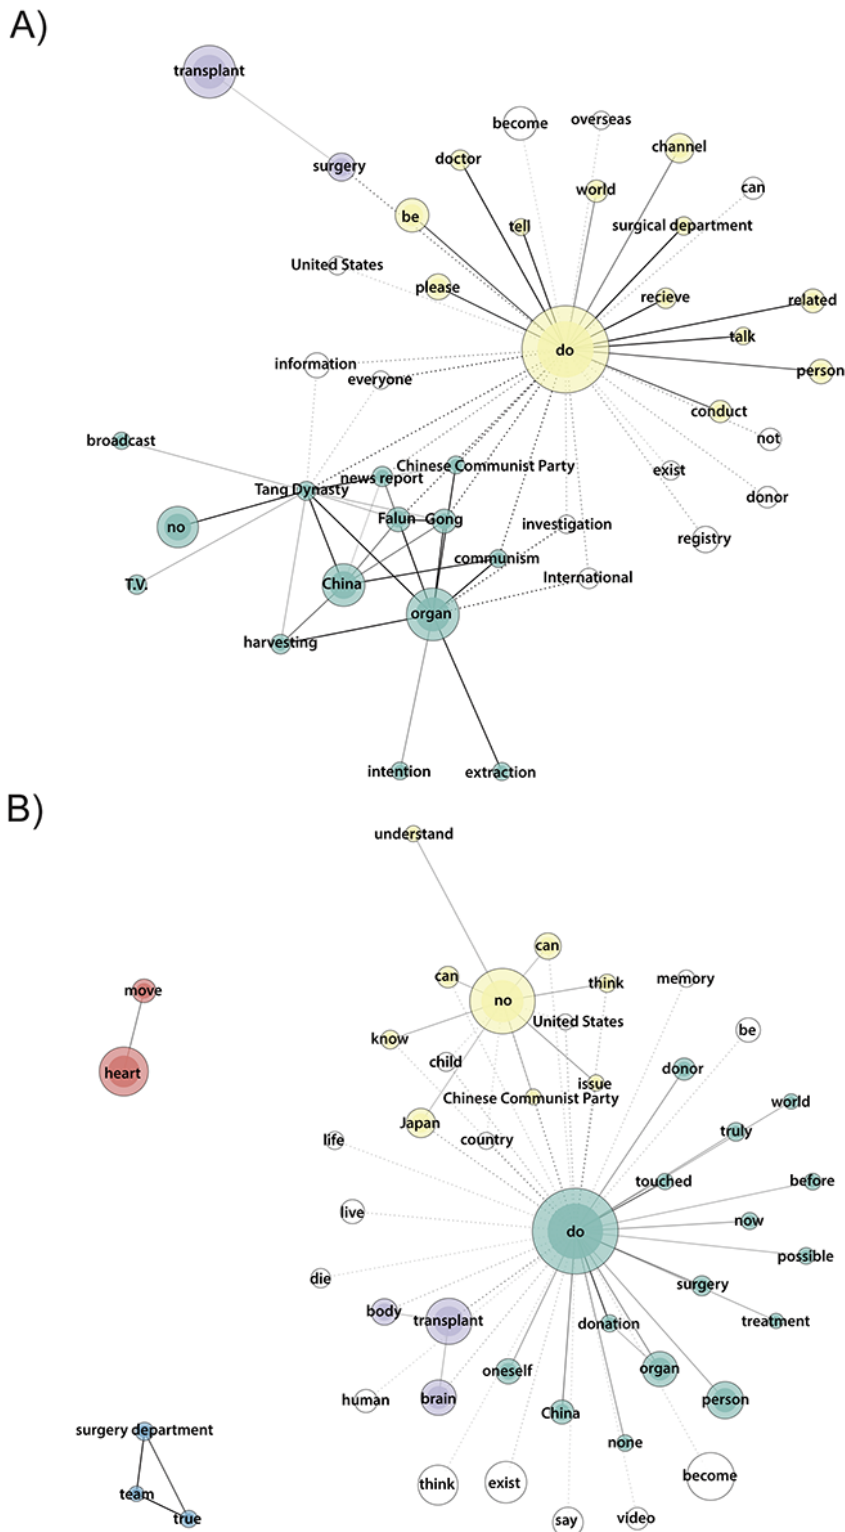 A)
transplant
become
overseas
channel
doctor
surgery
world
can
be
tell
surgical department
United States
please
recieve
related
talk
do
information
everyone
person
conduct
not
broadcast
Chinese Communist Party
exist
news report
Tang Dynasty
donor
no
Falun Gong
investigation
registry
communism
T.V.
China
International
organ
harvesting
intention
extraction
B)
understand
can
can
think
memory
move
no
United States
be
know
child
donor
heart
issue
Chinese Communist Party
world
Japan
truly
life
country
touched
before
live
now
do
possible
die
surgery
body
transplant
donation
treatment
oneself
organ
human
brain
person
China
surgery department
none
think
exist
become
team
true
say
video